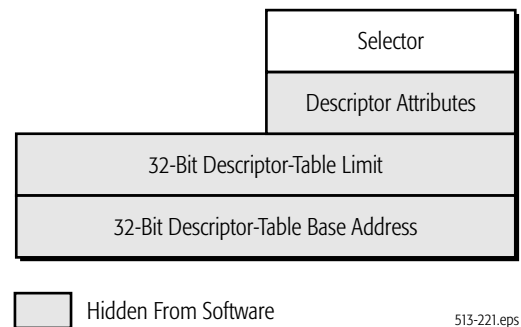 Selector
Descriptor Attributes
32-Bit Descriptor-Table Limit
32-Bit Descriptor-Table Base Address
Hidden From Software
513-221.eps